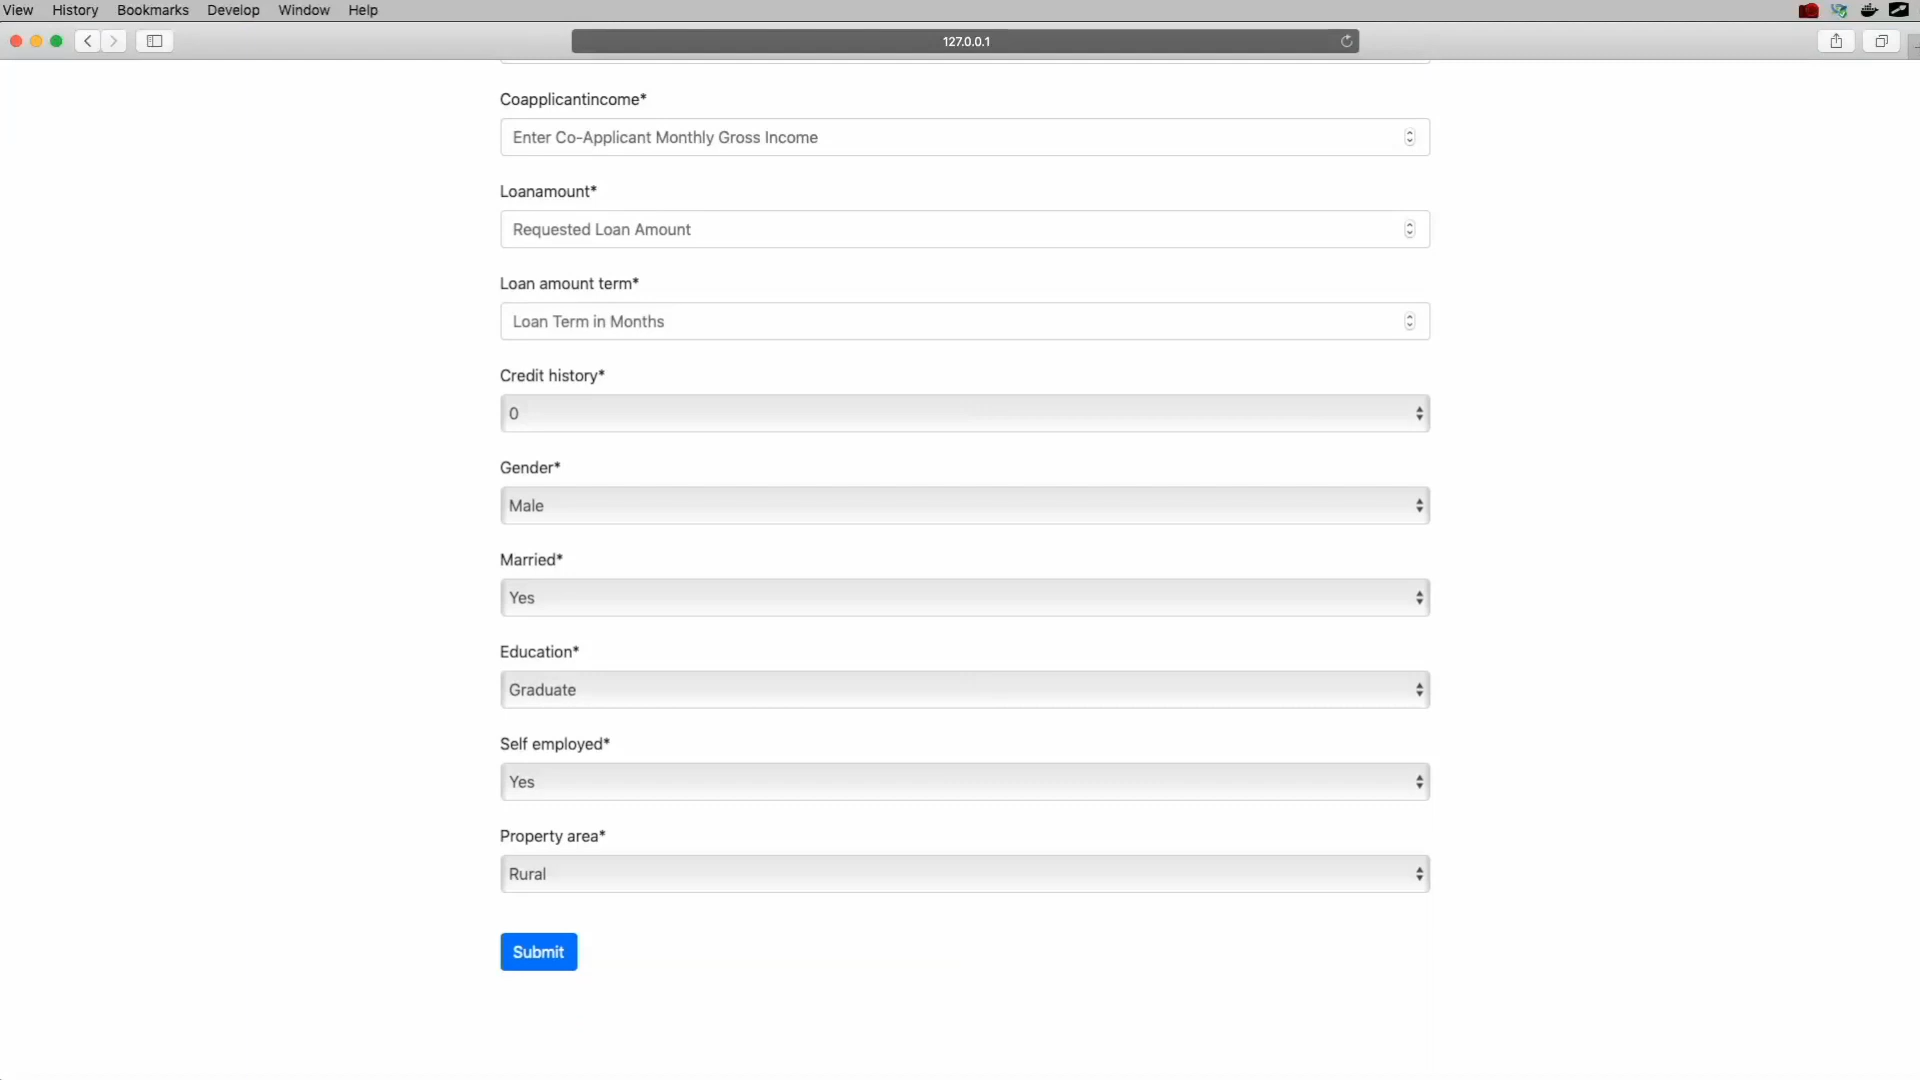 View History Bookmarks Develop Window Help
127.0.0.1
Coapplicantincome*
Enter Co-Applicant Monthly Gross Income
Loanamount*
Requested Loan Amount
Loan amount term*
Loan Term in Months
Credit history*
0
Gender*
Male
Married*
Yes
Education*
Graduate
Self employed*
Yes
Property area*
Rural
Submit